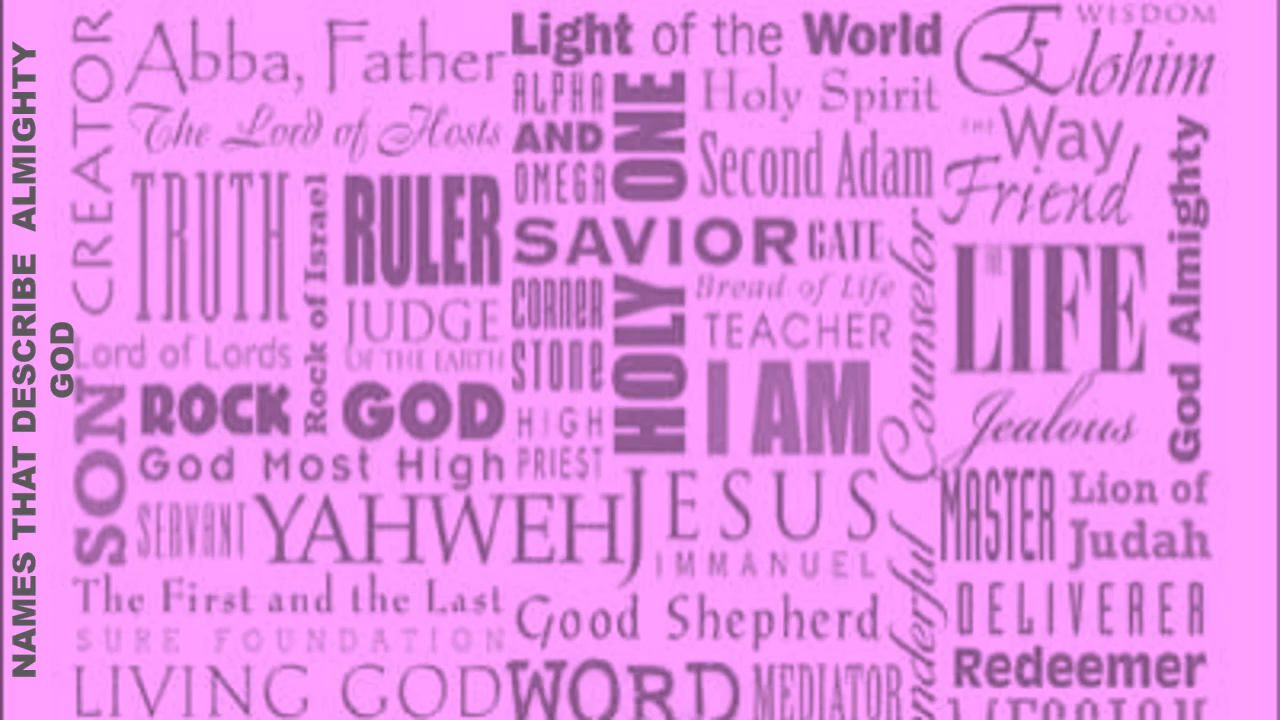 NAMES THAT DESCRIBE ALMIGHTY
GOD
CREATOR
SON
Abba, Father
The Lord of Hosts
TRUTH
Rock of Israel
RULER
JUDGE
OF THE EARTH
Lord of Lords
ROCK
GOD
God Most High
SERVANT
YAHWEH
The First and the Last
SURE FOUNDATION
LIVING GOD
Light of the World
ALPHA
AND
OMEGA
HOLY ONE
Holy Spirit
Second Adam
SAVIOR
GATE
CORNER
STONE
Bread of Life
TEACHER
HIGH
PRIEST
I AM
Counselor
JESUS
IMMANUEL
Good Shepherd
WORD
MEDIATOR
WISDOM
Elohim
THE
Way
Friend
THE
LIFE
God Almighty
Jealous
MASTER
Lion of
Judah
DELIVERER
Redeemer